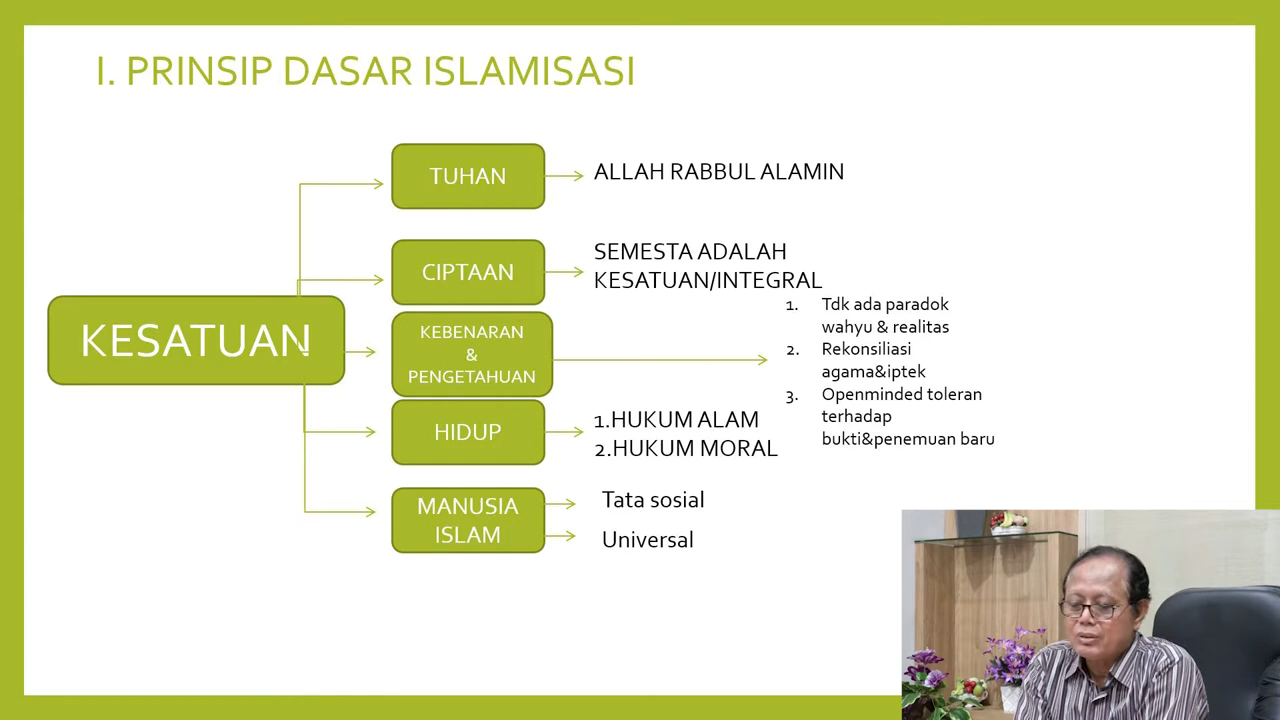 I. PRINSIP DASAR ISLAMISASI
KESATUAN
TUHAN
ALLAH RABBUL ALAMIN
CIPTAAN
SEMESTA ADALAH
KESATUAN/INTEGRAL
KEBENARAN
&
PENGETAHUAN
1. Tdk ada paradok
wahyu & realitas
2. Rekonsiliasi
agama&iptek
3. Openminded toleran
terhadap
bukti&penemuan baru
HIDUP
1.HUKUM ALAM
2.HUKUM MORAL
MANUSIA
ISLAM
Tata sosial
Universal